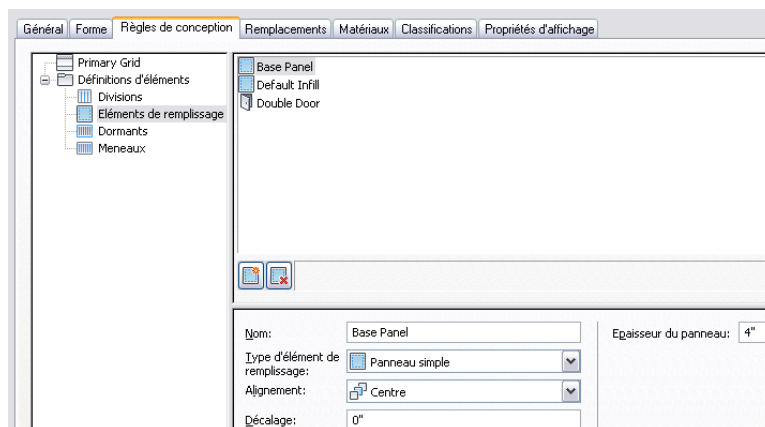 Général Forme Règles de conception Remplacements Matériaux Classifications Propriétés d'affichage
Primary Grid
Définitions d'éléments
Divisions
Eléments de remplissage
Dormants
Meneaux
Base Panel
Default Infill
Double Door
Nom: Base Panel
Epaisseur du panneau: 4"
Type d'élément de
remplissage: Panneau simple
Alignement: Centre
Décalage: 0"